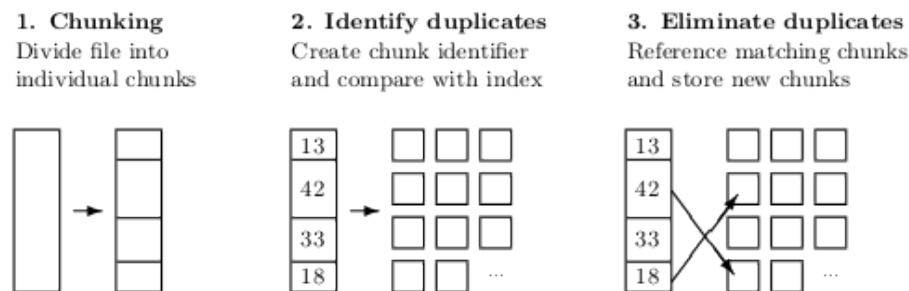 1. Chunking
Divide file into
individual chunks
2. Identify duplicates
Create chunk identifier
and compare with index
3. Eliminate duplicates
Reference matching chunks
and store new chunks
13
42
33
18
...
13
42
33
18
...